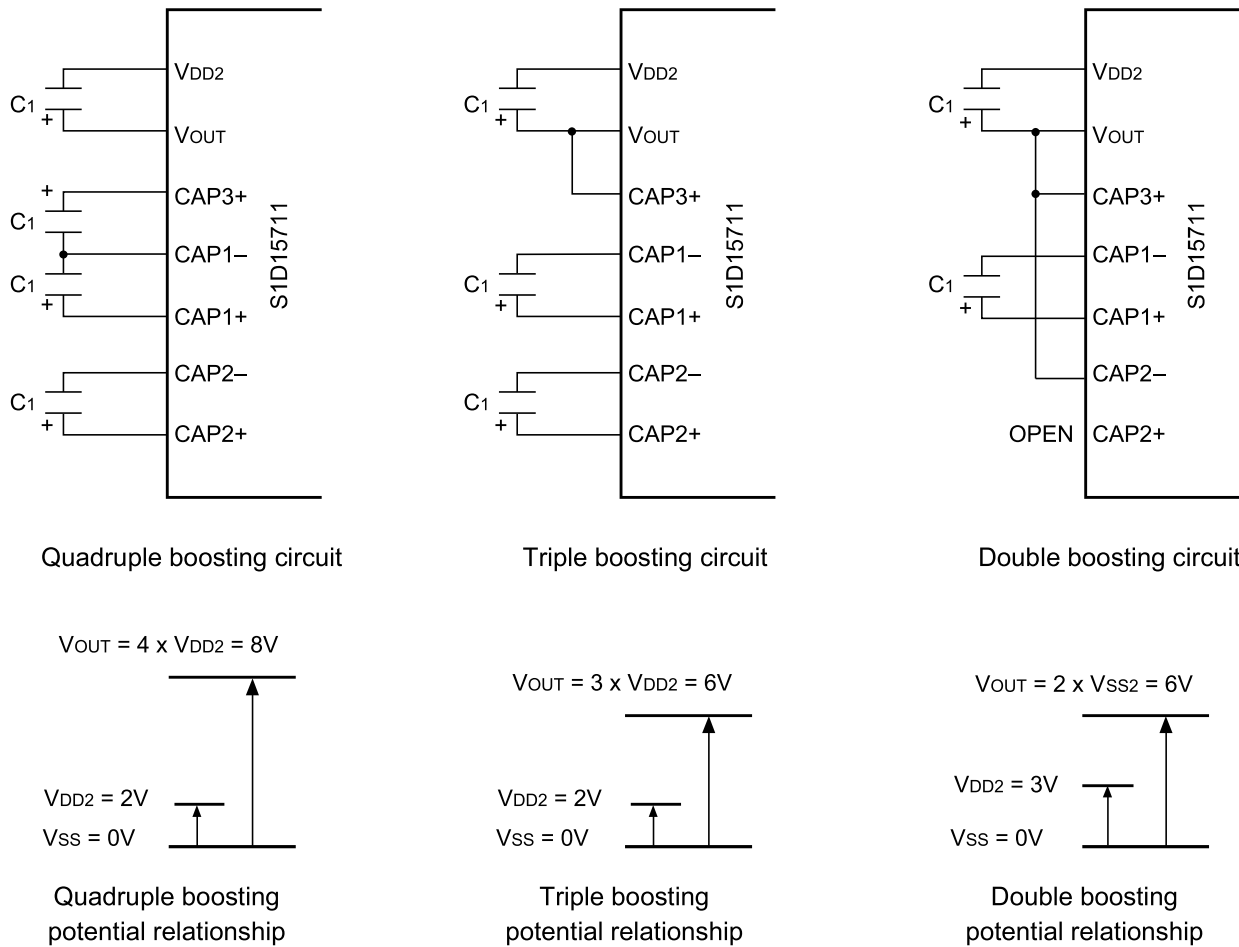 VDD2
C1
+
VOUT
+
CAP3+
C1
CAP1–
C1
+
CAP1+
CAP2–
C1
+
CAP2+
S1D15711
Quadruple boosting circuit
VDD2
C1
+
VOUT
CAP3+
CAP1–
C1
+
CAP1+
CAP2–
C1
+
CAP2+
S1D15711
Triple boosting circuit
VDD2
C1
+
VOUT
CAP3+
CAP1–
C1
+
CAP1+
CAP2–
OPEN CAP2+
S1D15711
Double boosting circuit
VOUT = 4 x VDD2 = 8V
VDD2 = 2V
VSS = 0V
Quadruple boosting
potential relationship
VOUT = 3 x VDD2 = 6V
VDD2 = 2V
VSS = 0V
Triple boosting
potential relationship
VOUT = 2 x VSS2 = 6V
VDD2 = 3V
VSS = 0V
Double boosting
potential relationship